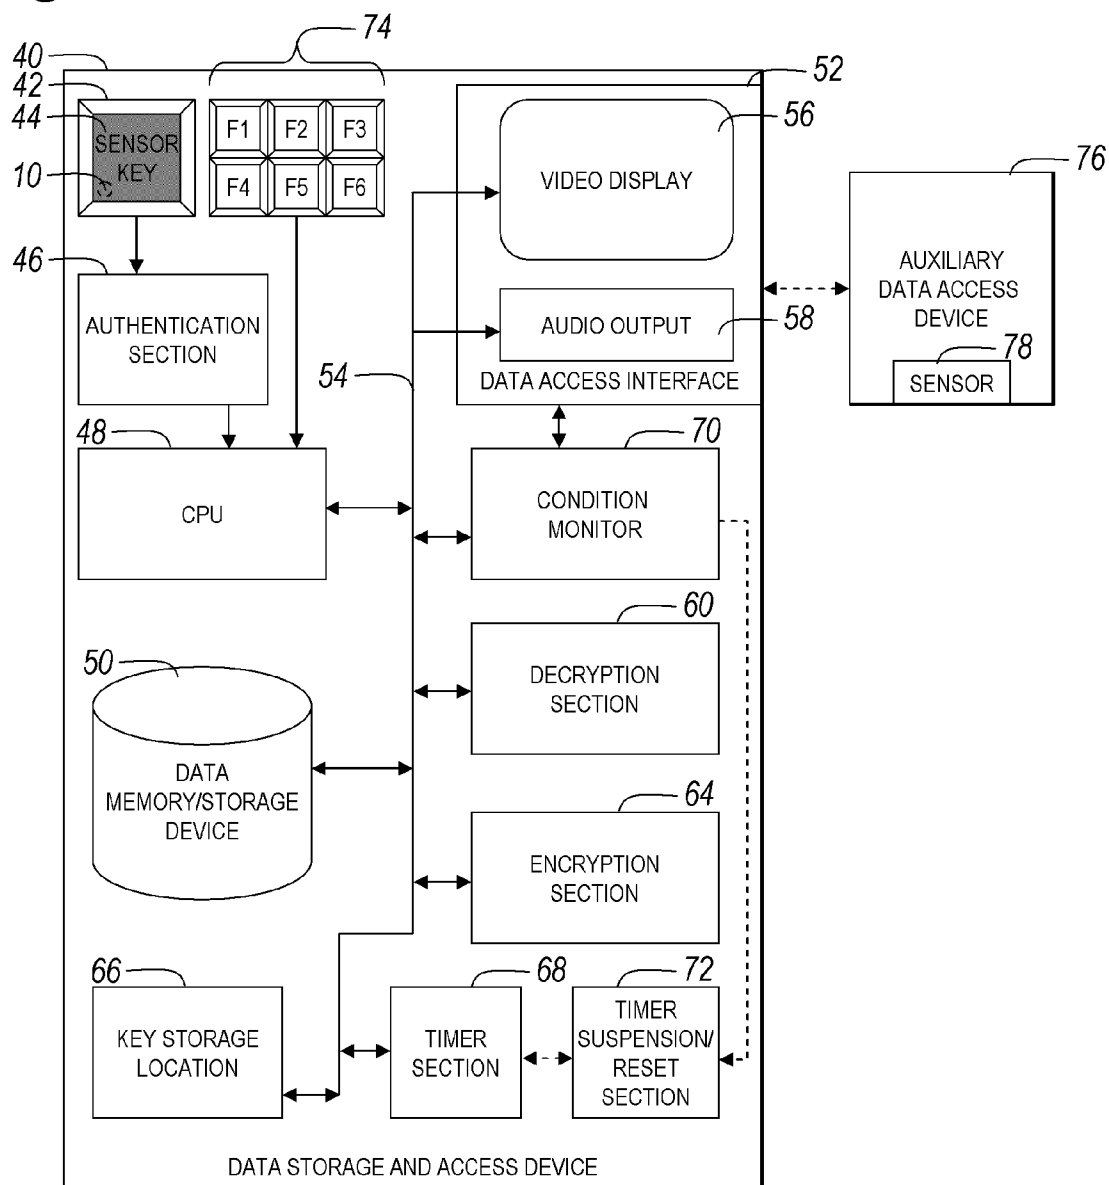 74
40
52
42
44
SENSOR
KEY
10
F1 F2 F3
F4 F5 F6
56
VIDEO DISPLAY
76
AUXILIARY
DATA ACCESS
DEVICE
78
SENSOR
46
AUTHENTICATION
SECTION
AUDIO OUTPUT
58
DATA ACCESS INTERFACE
54
48
CPU
70
CONDITION
MONITOR
60
DECRYPTION
SECTION
50
DATA
MEMORY/STORAGE
DEVICE
64
ENCRYPTION
SECTION
66
KEY STORAGE
LOCATION
68
TIMER
SECTION
72
TIMER
SUSPENSION/
RESET
SECTION
DATA STORAGE AND ACCESS DEVICE